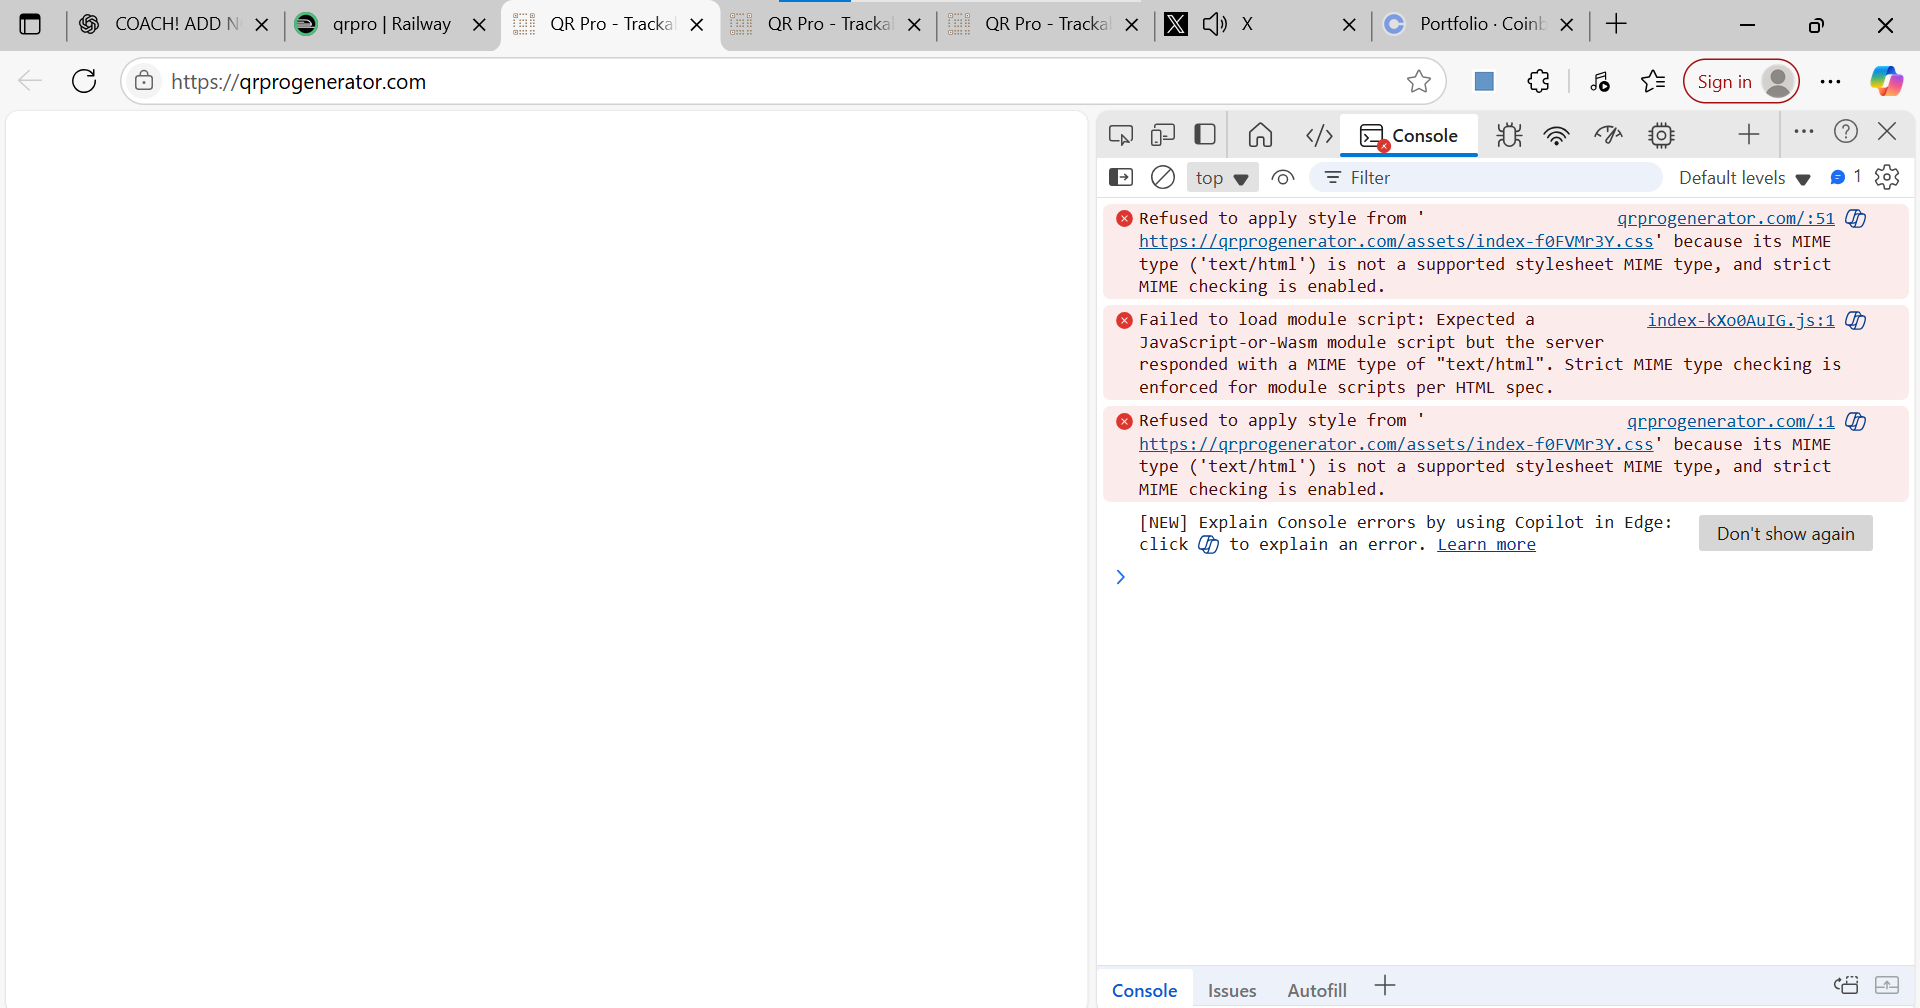 COACH! ADD N
qrpro | Railway
QR Pro - Tracka
QR Pro - Tracka
QR Pro - Tracka
X
Portfolio · Coinb
https://qrprogenerator.com
Sign in
Console
top
Filter
Default levels
1
Refused to apply style from ' qrprogenerator.com/:51
https://qrprogenerator.com/assets/index-f0FVMr3Y.css' because its MIME
type ('text/html') is not a supported stylesheet MIME type, and strict
MIME checking is enabled.
Failed to load module script: Expected a index-kXo0AuIG.js:1
JavaScript-or-Wasm module script but the server
responded with a MIME type of "text/html". Strict MIME type checking is
enforced for module scripts per HTML spec.
Refused to apply style from ' qrprogenerator.com/:1
https://qrprogenerator.com/assets/index-f0FVMr3Y.css' because its MIME
type ('text/html') is not a supported stylesheet MIME type, and strict
MIME checking is enabled.
[NEW] Explain Console errors by using Copilot in Edge:
click to explain an error. Learn more
Don't show again
Console
Issues
Autofill